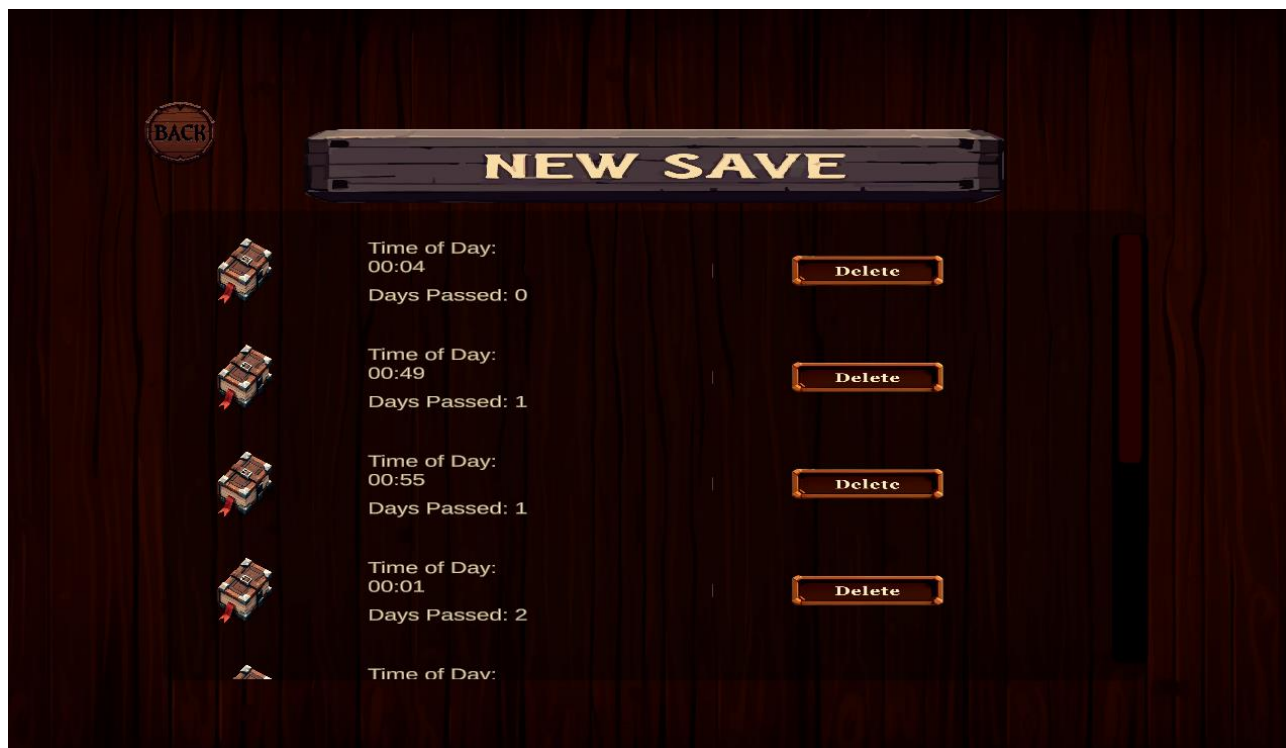 BACK
NEW SAVE
Time of Day:
00:04
Days Passed: 0
Delete
Time of Day:
00:49
Days Passed: 1
Delete
Time of Day:
00:55
Days Passed: 1
Delete
Time of Day:
00:01
Days Passed: 2
Delete
Time of Day: